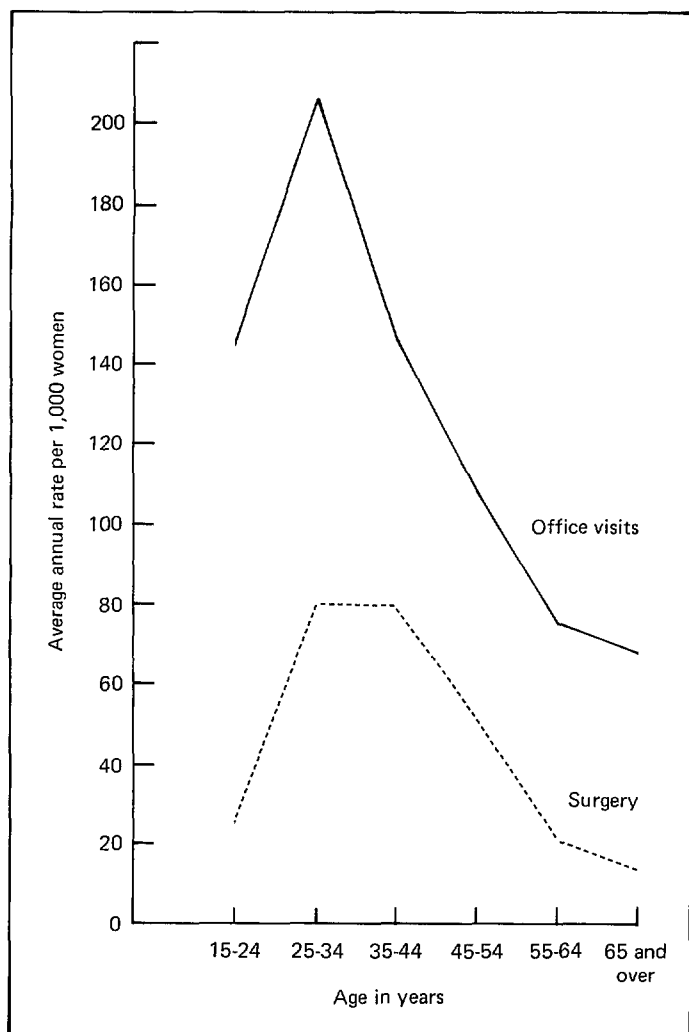 Average annual rate per 1,000 women
200
180
160
140
120
100
80
60
40
20
0
Office visits
Surgery
15-24 25-34 35-44 45-54 55-64 65 and
over
Age in years